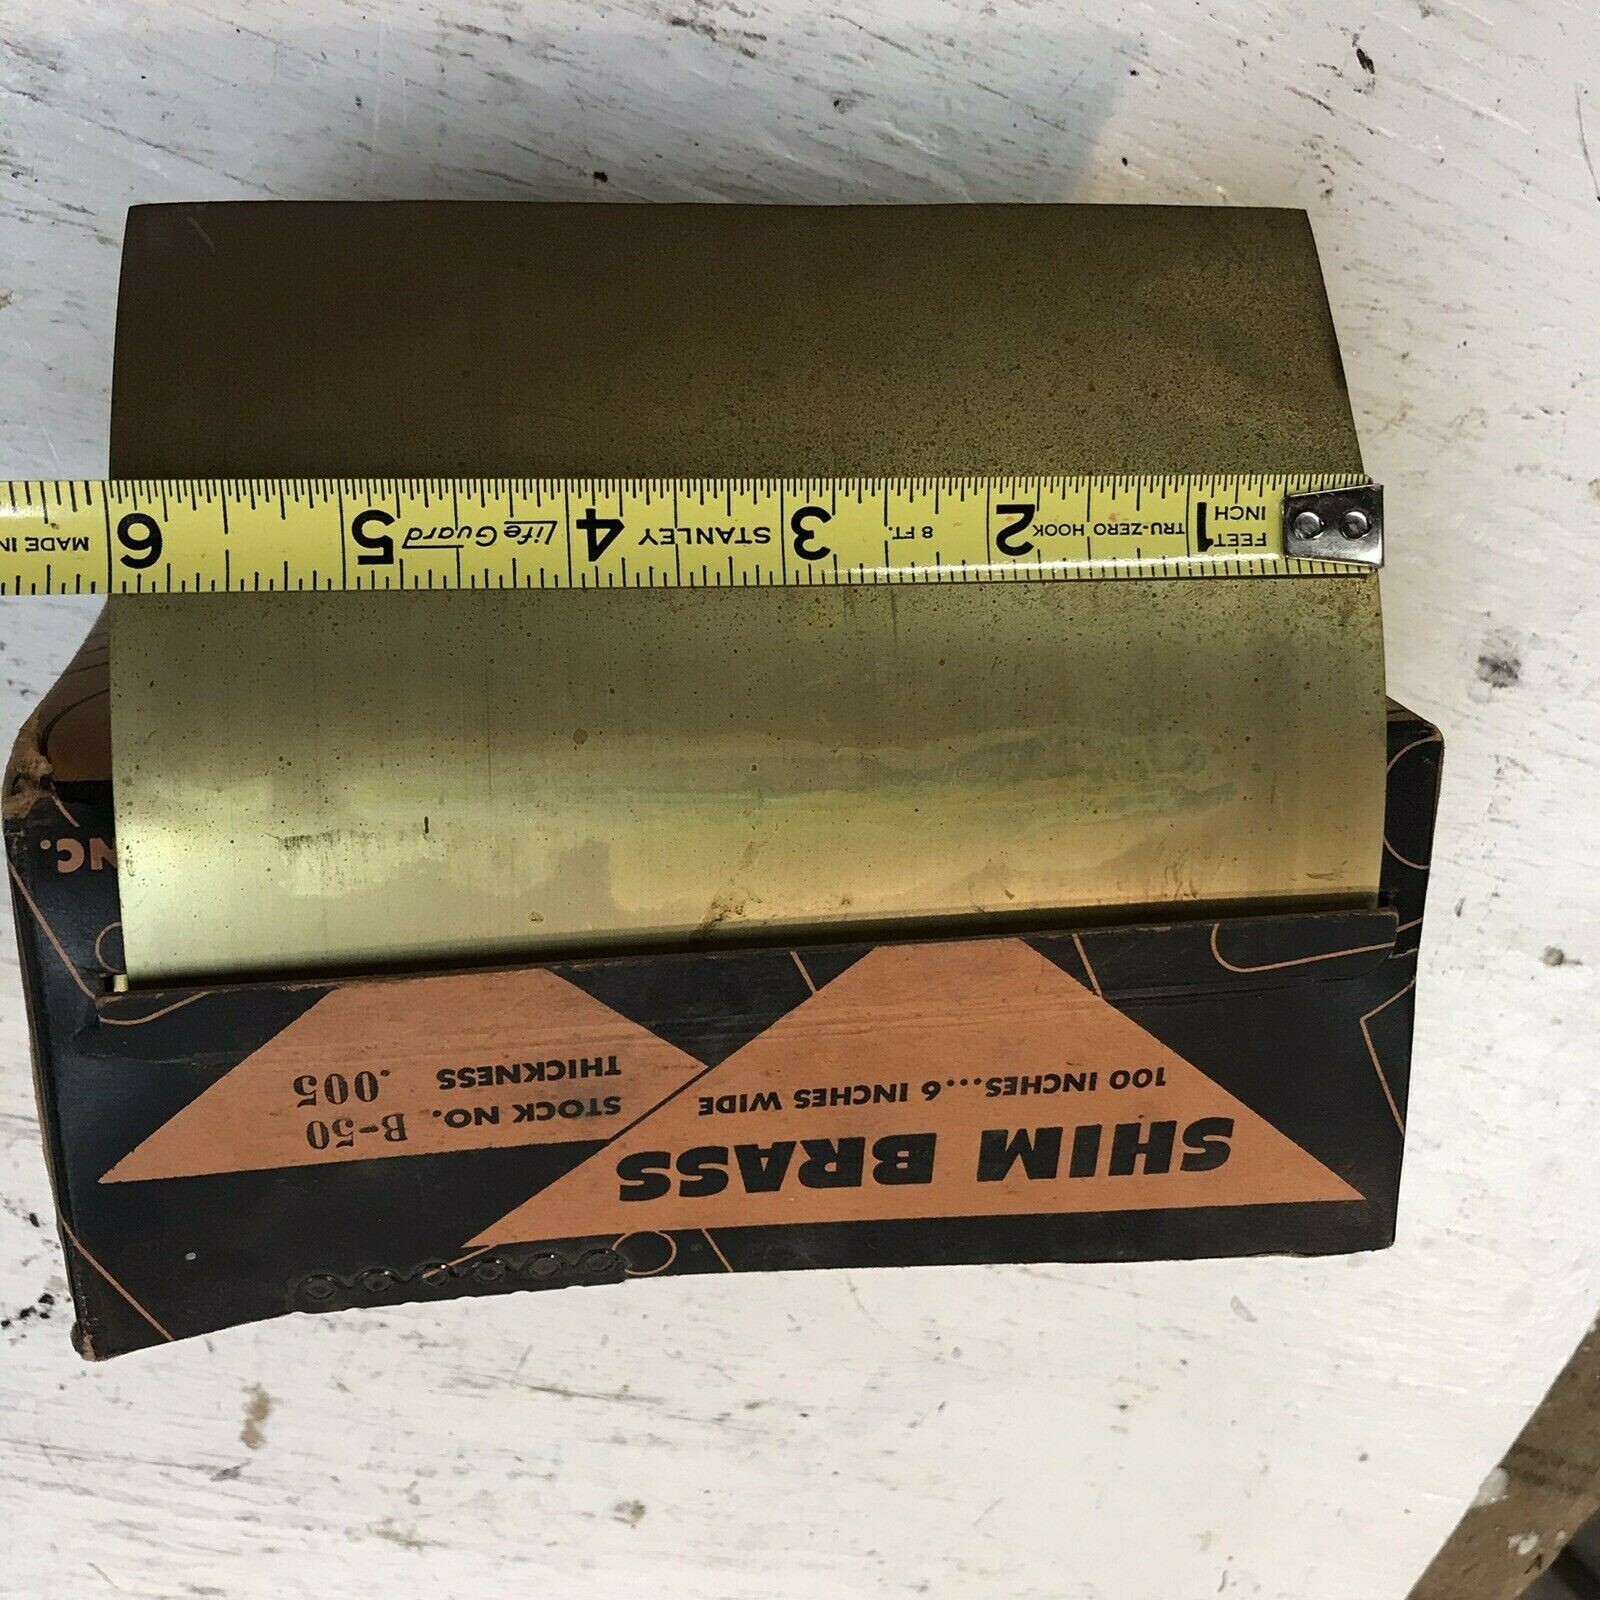 SHIM BRASS
100 INCHES...6 INCHES WIDE
STOCK NO. B-50
THICKNESS .005
NC.
FEET 1 INCH
TRU-ZERO HOOK 2
8 FT. 3
STANLEY 4
Life Guard 5
6
MADE IN